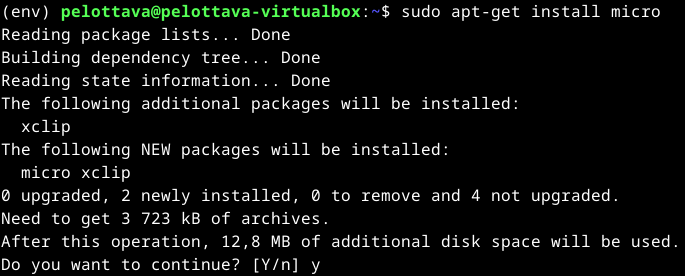 (env) pelottava@pelottava-virtualbox:~$ sudo apt-get install micro
Reading package lists... Done
Building dependency tree... Done
Reading state information... Done
The following additional packages will be installed:
  xclip
The following NEW packages will be installed:
  micro xclip
0 upgraded, 2 newly installed, 0 to remove and 4 not upgraded.
Need to get 3 723 kB of archives.
After this operation, 12,8 MB of additional disk space will be used.
Do you want to continue? [Y/n] y